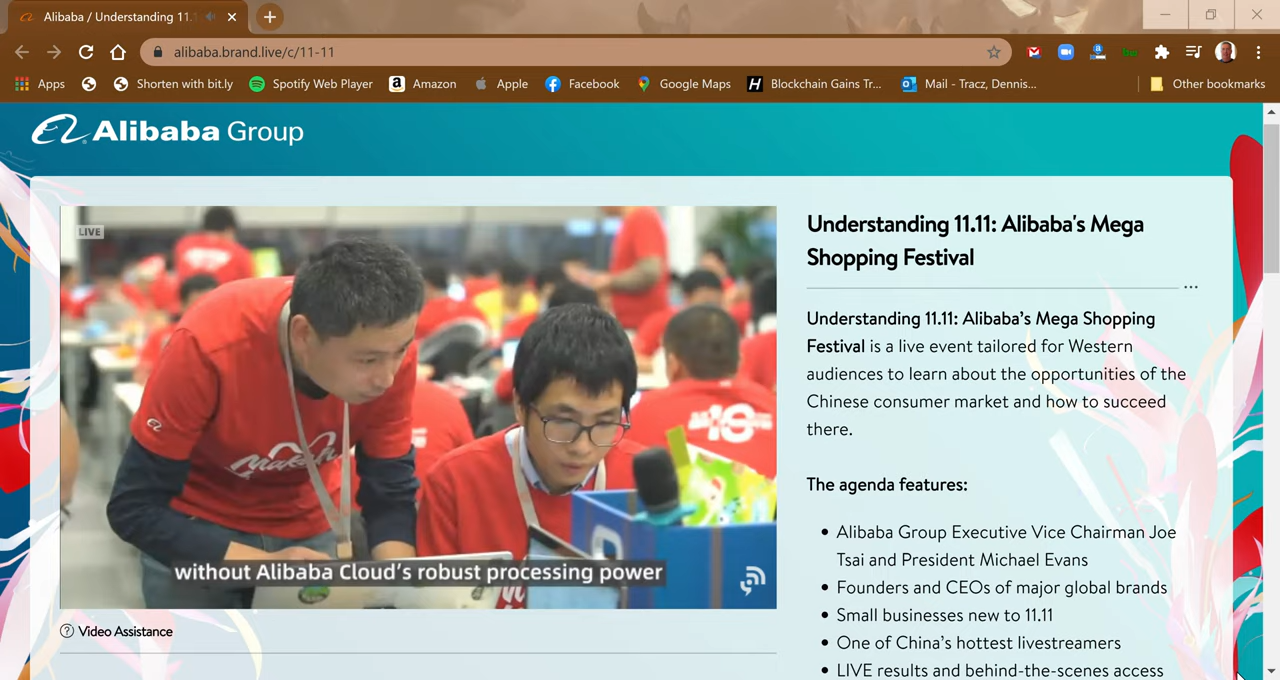 Alibaba / Understanding 11.1
alibaba.brand.live/c/11-11
Apps
Shorten with bit.ly
Spotify Web Player
Amazon
Apple
Facebook
Google Maps
Blockchain Gains Tr...
Mail - Tracz, Dennis...
Other bookmarks
Alibaba Group
LIVE
without Alibaba Cloud's robust processing power
Video Assistance
Understanding 11.11: Alibaba's Mega
Shopping Festival
Understanding 11.11: Alibaba's Mega Shopping
Festival is a live event tailored for Western
audiences to learn about the opportunities of the
Chinese consumer market and how to succeed
there.
The agenda features:
• Alibaba Group Executive Vice Chairman Joe
Tsai and President Michael Evans
• Founders and CEOs of major global brands
• Small businesses new to 11.11
• One of China's hottest livestreamers
• LIVE results and behind-the-scenes access